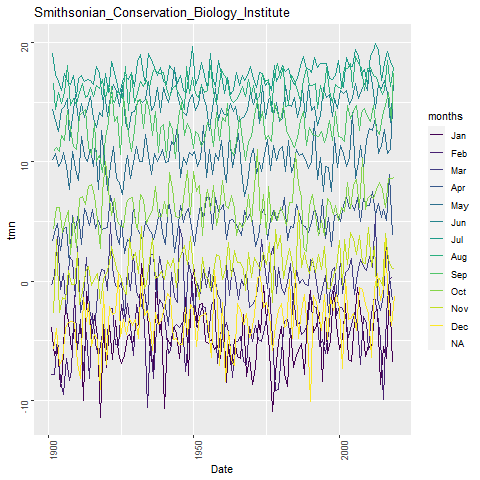 Smithsonian_Conservation_Biology_Institute
20
10
0
-10
tmn
1900
1950
2000
Date
months
Jan
Feb
Mar
Apr
May
Jun
Jul
Aug
Sep
Oct
Nov
Dec
NA